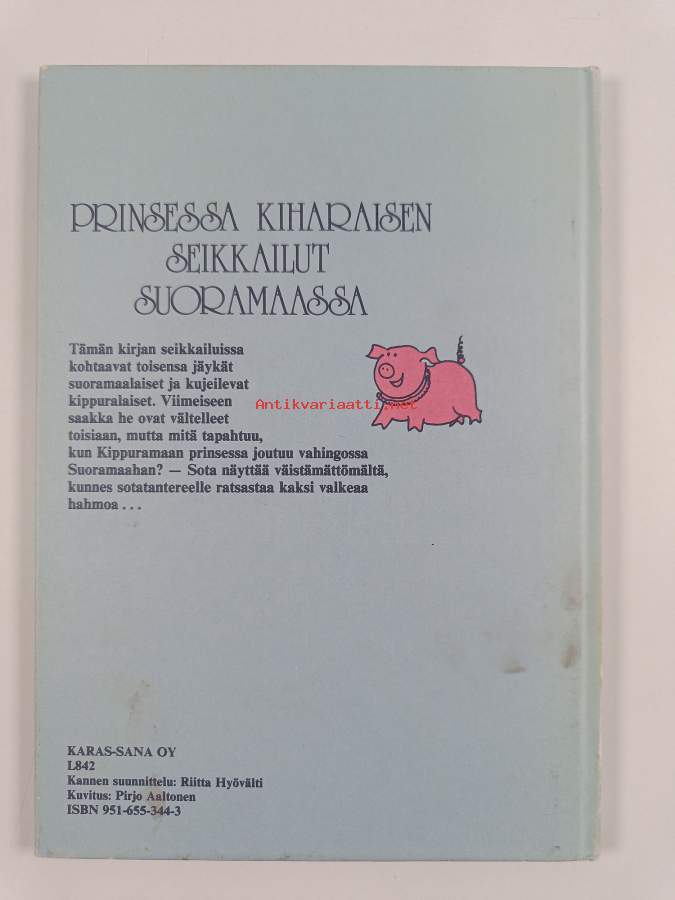 PRINSESSA KIHARAISEN
SEIKKAILUT
SUORAMAASSA
Tämän kirjan seikkailuissa
kohtaavat toisensa jäykät
suoramaalaiset ja kujeilevat
kippuralaiset. Viimeiseen
saakka he ovat vältelleet
toisiaan, mutta mitä tapahtuu,
kun Kippuramaan prinsessa joutuu vahingossa
Suoramaahan? — Sota näyttää väistämättömältä,
kunnes sotatantereelle ratsastaa kaksi valkeaa
hahmoa . . .
Antikvariaatti.net
KARAS-SANA OY
L842
Kannen suunnittelu: Riitta Hyövälti
Kuvitus: Pirjo Aaltonen
ISBN 951-655-344-3